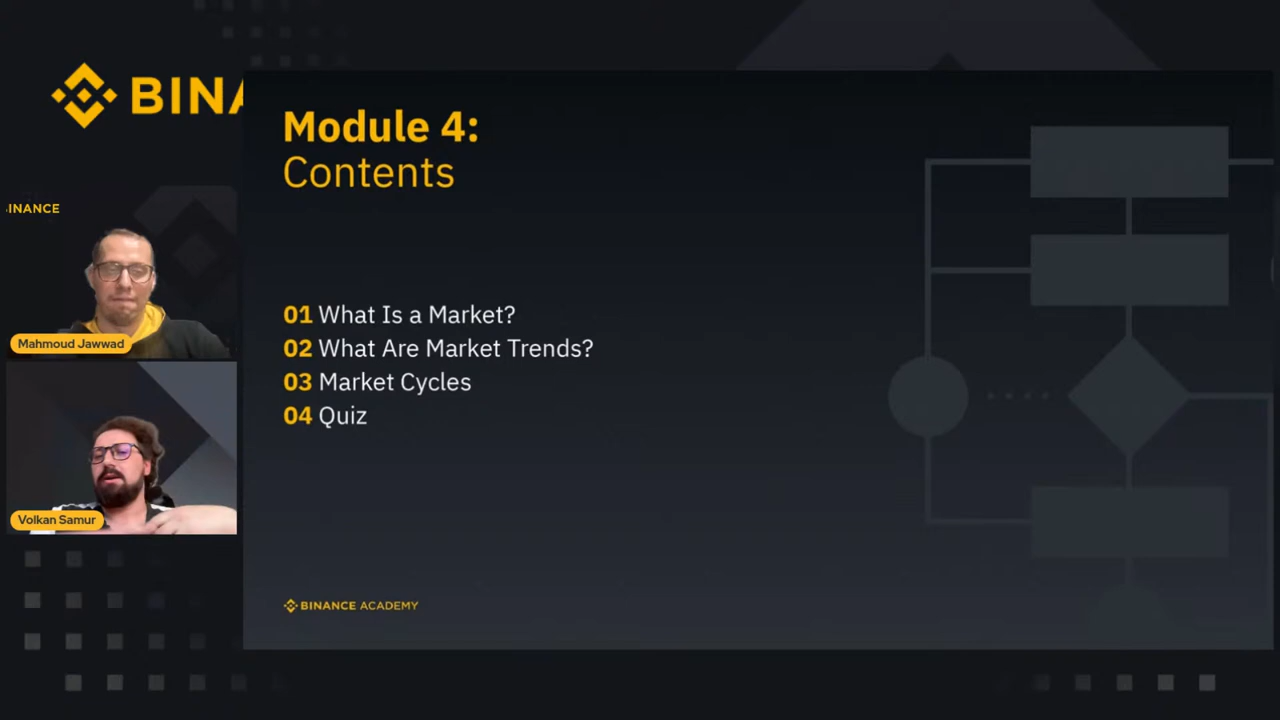 BINA
Module 4:
Contents
BINANCE
Mahmoud Jawwad
01 What Is a Market?
02 What Are Market Trends?
03 Market Cycles
04 Quiz
Volkan Samur
BINANCE ACADEMY